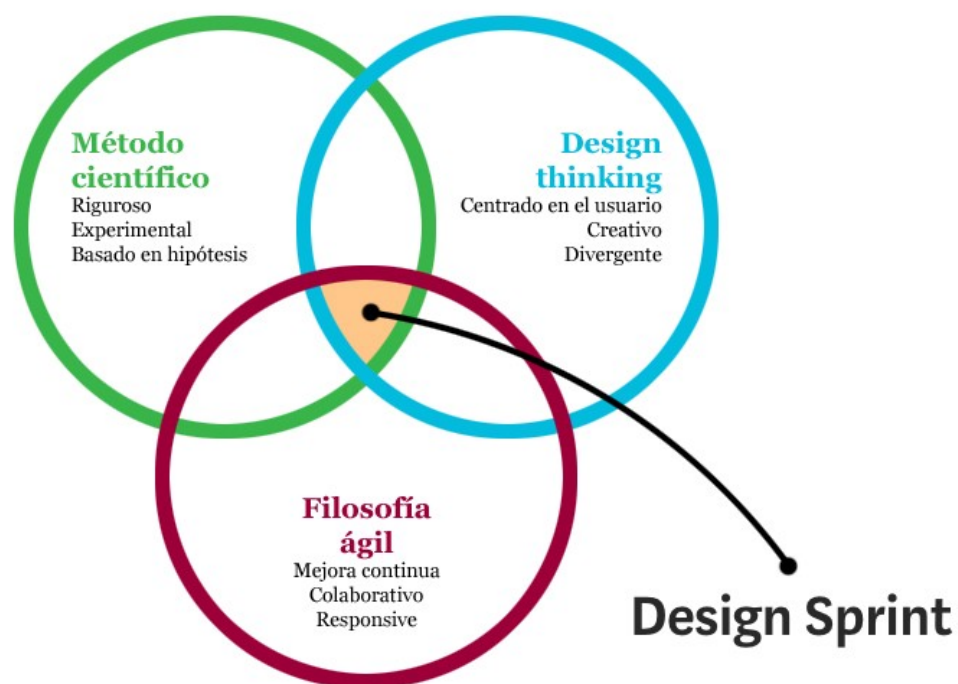 Método
científico
Riguroso
Experimental
Basado en hipótesis
Design
thinking
Centrado en el usuario
Creativo
Divergente
Filosofía
ágil
Mejora continua
Colaborativo
Responsive
Design Sprint